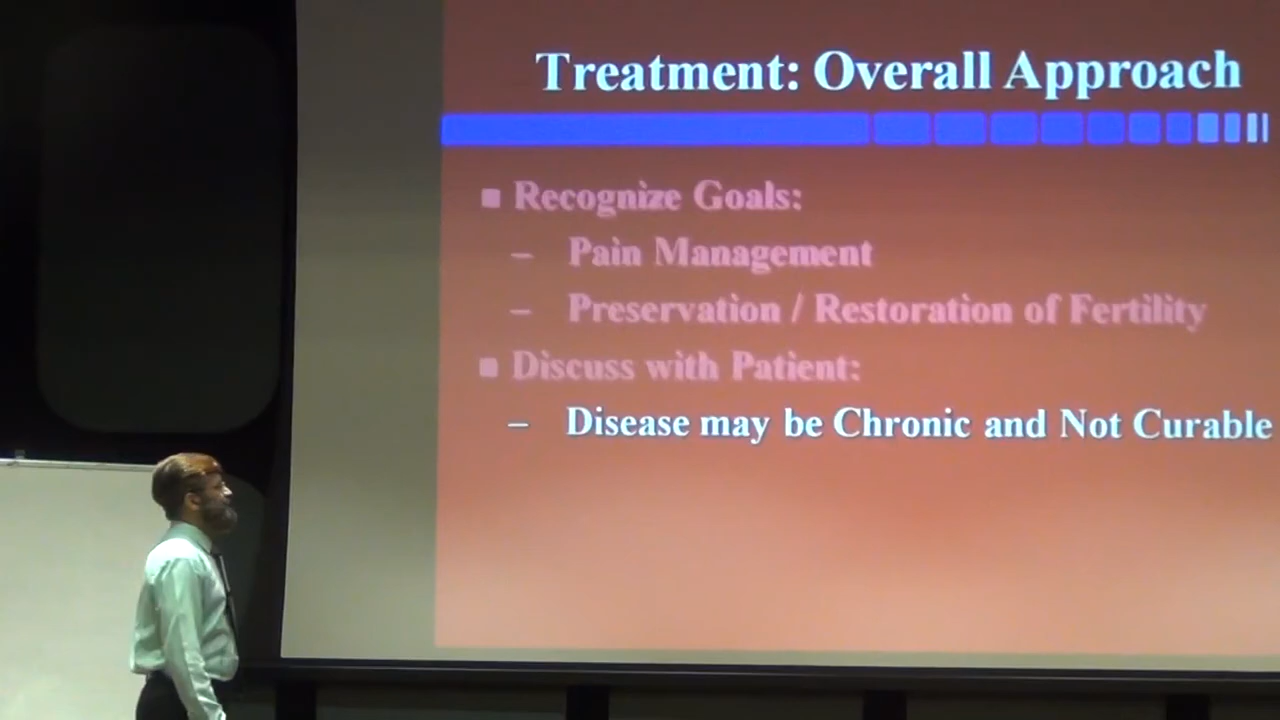 Treatment: Overall Approach
■ Recognize Goals:
– Pain Management
– Preservation / Restoration of Fertility
■ Discuss with Patient:
– Disease may be Chronic and Not Curable